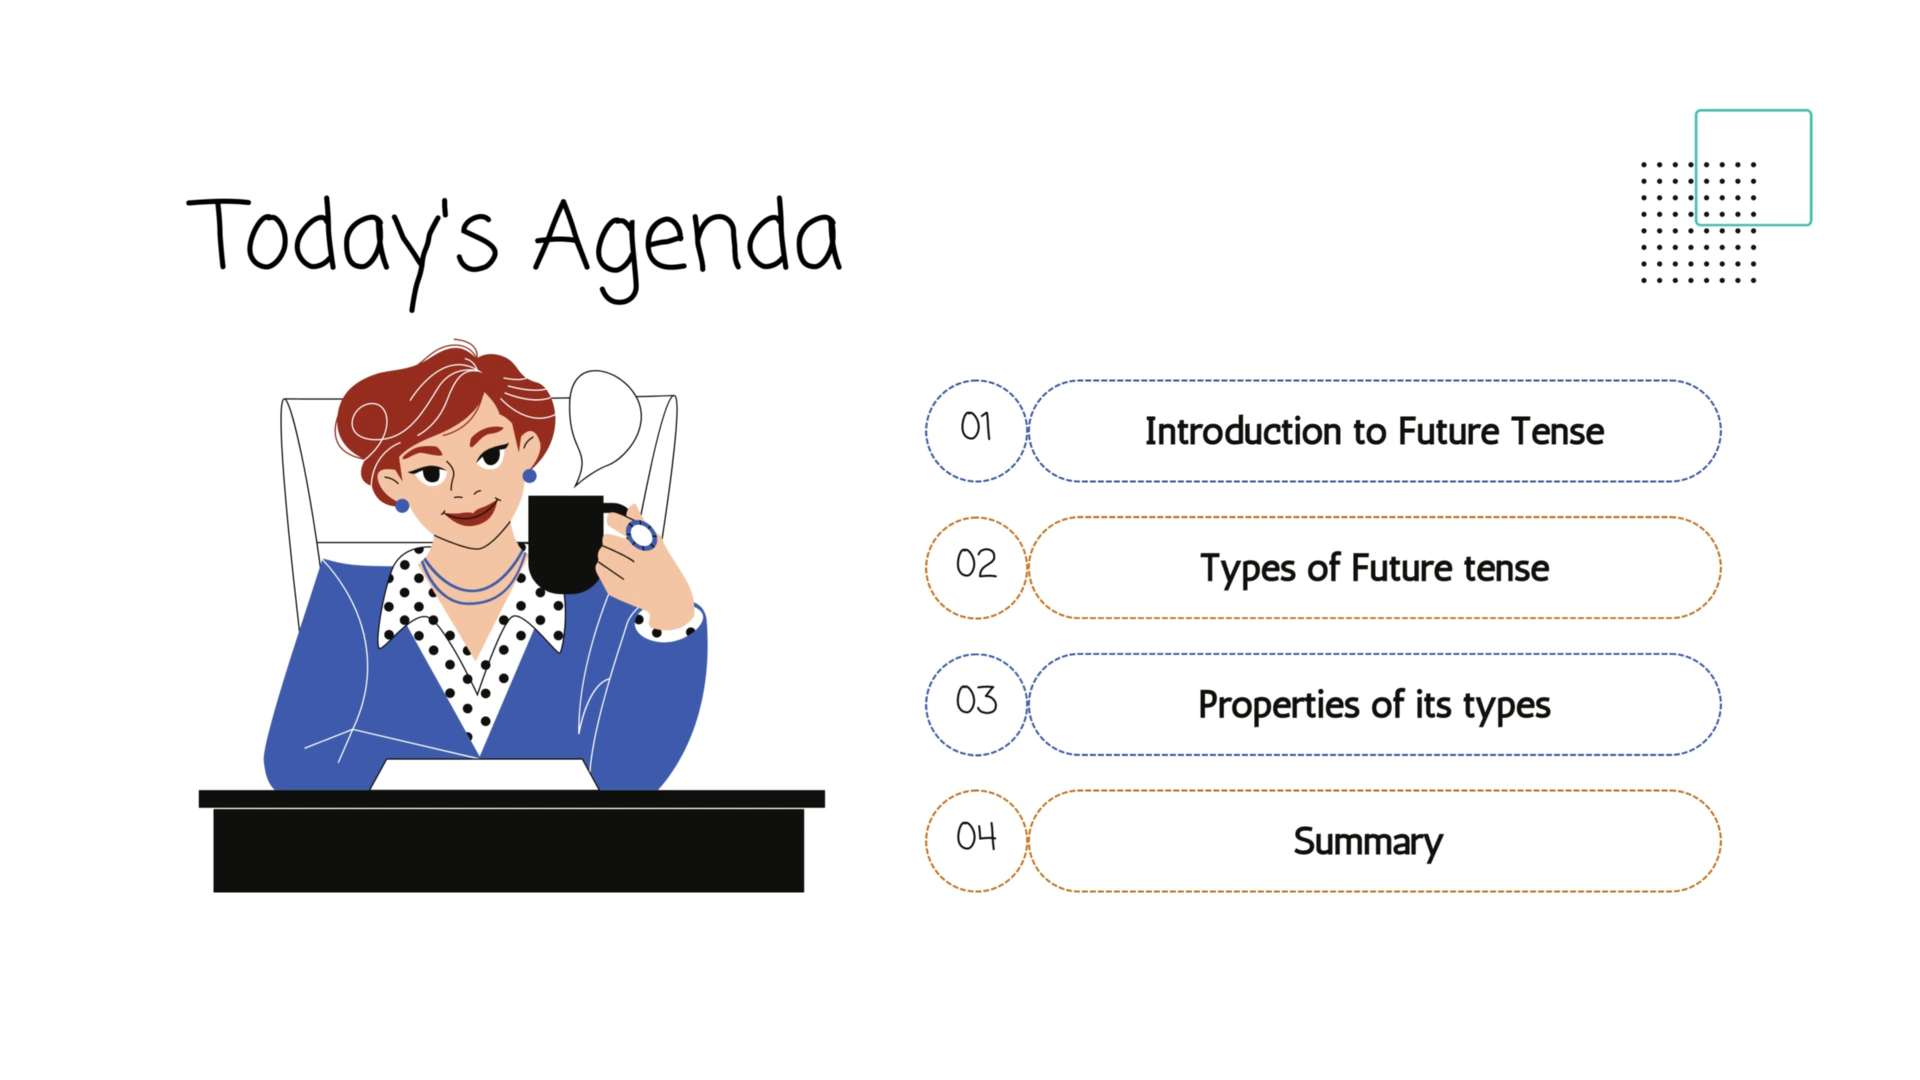 Today's Agenda
01
Introduction to Future Tense
02
Types of Future tense
03
Properties of its types
04
Summary